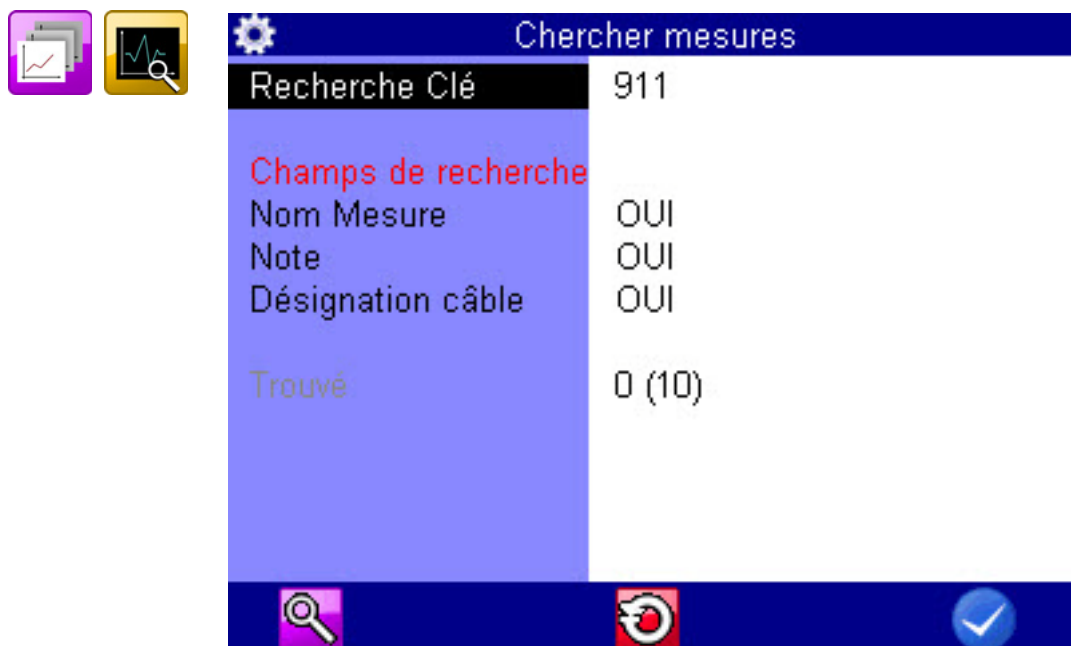 Chercher mesures
Recherche Clé 911
Champs de recherche
Nom Mesure OUI
Note OUI
Désignation câble OUI
Trouvé 0 (10)